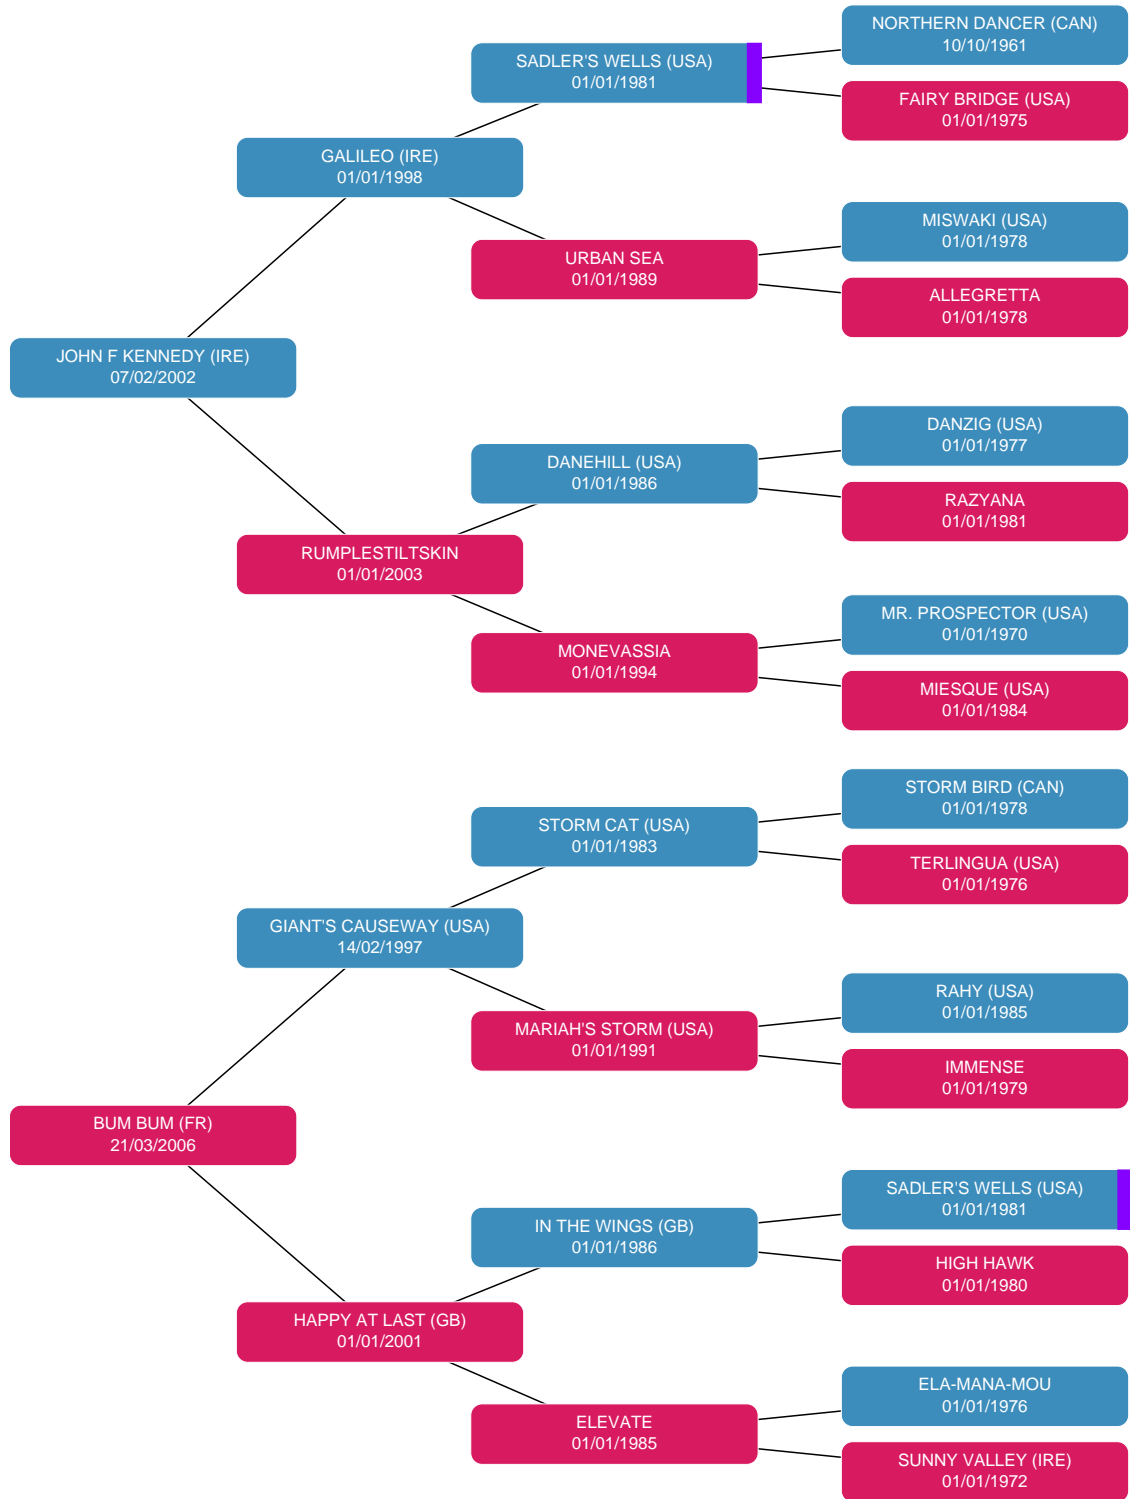 NORTHERN DANCER (CAN)
10/10/1961
SADLER'S WELLS (USA)
01/01/1981
FAIRY BRIDGE (USA)
01/01/1975
GALILEO (IRE)
01/01/1998
MISWAKI (USA)
01/01/1978
URBAN SEA
01/01/1989
ALLEGRETTA
01/01/1978
JOHN F KENNEDY (IRE)
07/02/2002
DANZIG (USA)
01/01/1977
DANEHILL (USA)
01/01/1986
RAZYANA
01/01/1981
RUMPLESTILTSKIN
01/01/2003
MR. PROSPECTOR (USA)
01/01/1970
MONEVASSIA
01/01/1994
MIESQUE (USA)
01/01/1984
STORM BIRD (CAN)
01/01/1978
STORM CAT (USA)
01/01/1983
TERLINGUA (USA)
01/01/1976
GIANT'S CAUSEWAY (USA)
14/02/1997
RAHY (USA)
01/01/1985
MARIAH'S STORM (USA)
01/01/1991
IMMENSE
01/01/1979
BUM BUM (FR)
21/03/2006
SADLER'S WELLS (USA)
01/01/1981
IN THE WINGS (GB)
01/01/1986
HIGH HAWK
01/01/1980
HAPPY AT LAST (GB)
01/01/2001
ELA-MANA-MOU
01/01/1976
ELEVATE
01/01/1985
SUNNY VALLEY (IRE)
01/01/1972